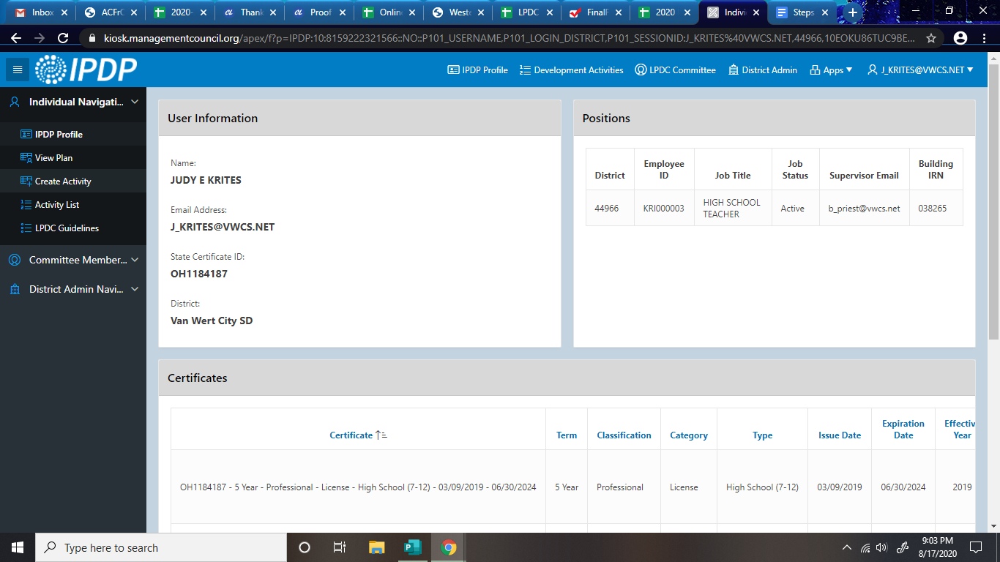 Inbox
ACFrC
2020-
Thank
Proof
Onlin
Weste
LPDC
FinalF
2020
Indivi
Steps
kiosk.managementcouncil.org/apex/f?p=IPDP:10:8159222321566::NO::P101_USERNAME,P101_LOGIN_DISTRICT,P101_SESSIONID:J_KRITES%40VWCS.NET,44966,10EOKU86TUC9BE...
IPDP
IPDP Profile
Development Activities
LPDC Committee
District Admin
Apps
J_KRITES@VWCS.NET
Individual Navigati...
IPDP Profile
View Plan
Create Activity
Activity List
LPDC Guidelines
Committee Member...
District Admin Navi...
User Information
Name:
JUDY E KRITES
Email Address:
J_KRITES@VWCS.NET
State Certificate ID:
OH1184187
District:
Van Wert City SD
Positions
District Employee ID Job Title Job Status Supervisor Email Building IRN
44966 KRI000003 HIGH SCHOOL TEACHER Active b_priest@vwcs.net 038265
Certificates
Certificate Term Classification Category Type Issue Date Expiration Date Effectiv Year
OH1184187 - 5 Year - Professional - License - High School (7-12) - 03/09/2019 - 06/30/2024 5 Year Professional License High School (7-12) 03/09/2019 06/30/2024 2019
Type here to search
9:03 PM
8/17/2020